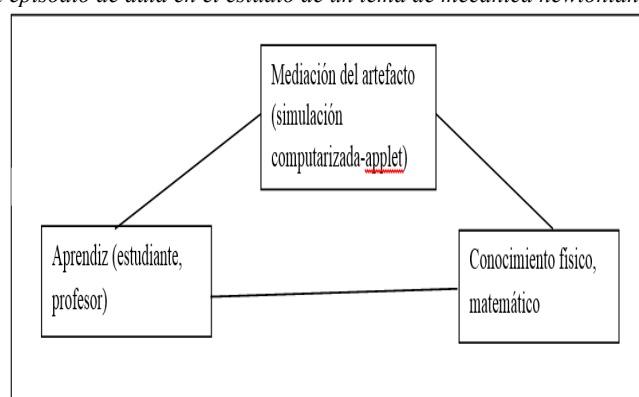 episodio de aula en el estudio de un tema de mecánica newtoniana
Mediación del artefacto
(simulación
computarizada-applet)
Aprendiz (estudiante,
profesor)
Conocimiento físico,
matemático